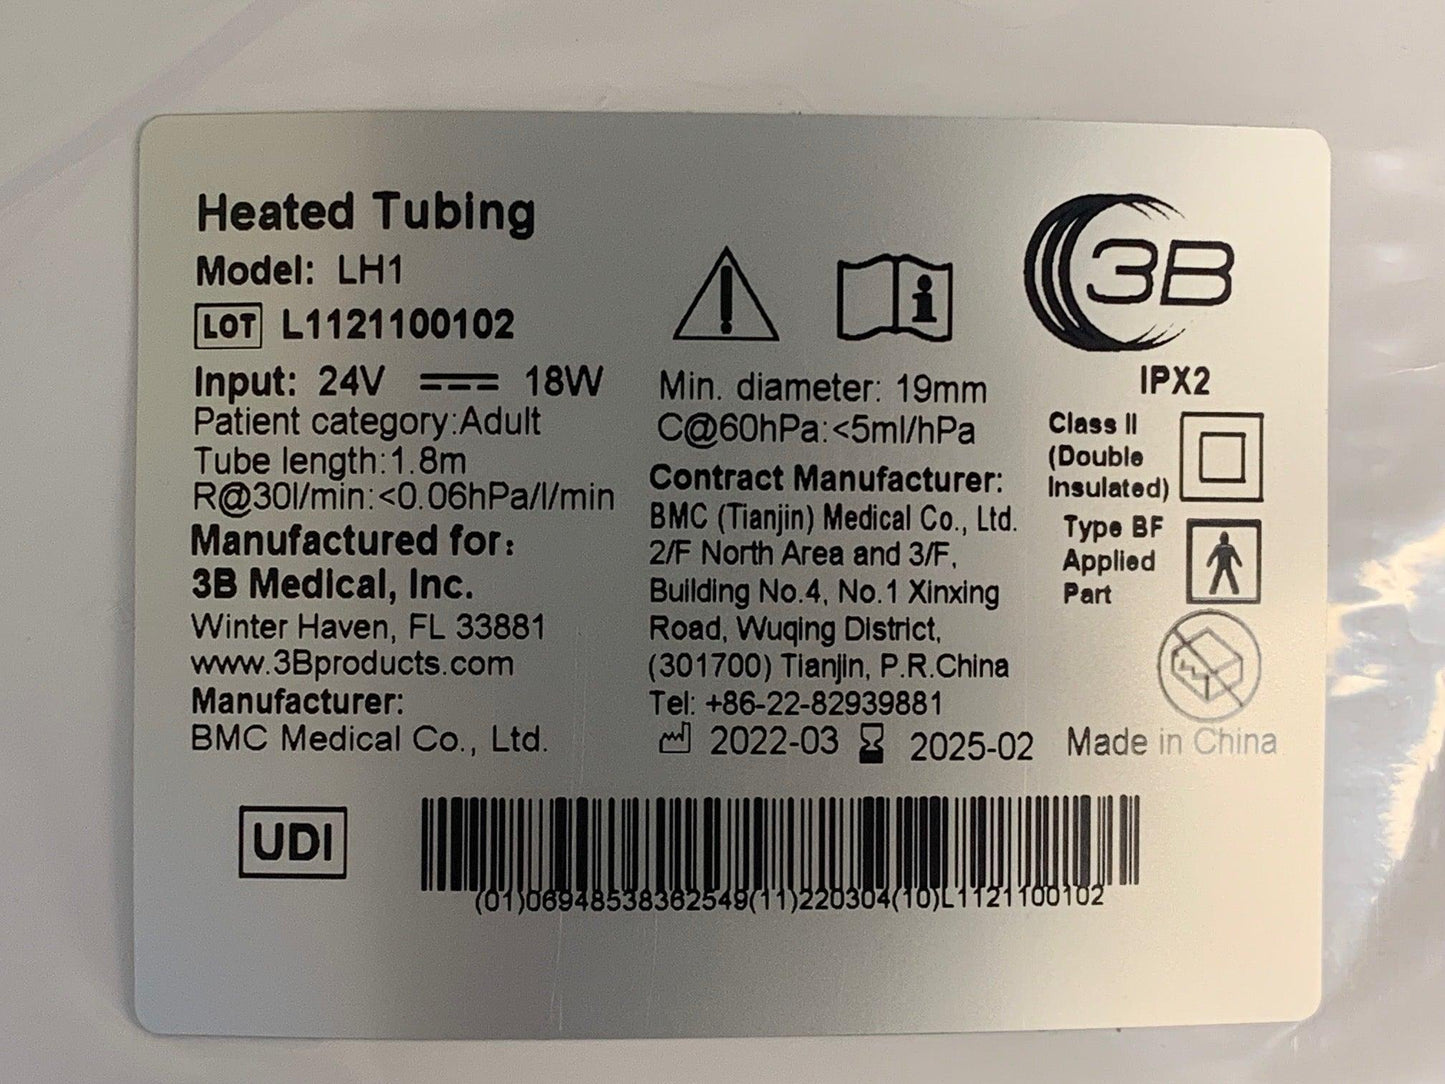 Heated Tubing
Model: LH1
LOT L1121100102
Input: 24V 18W
Patient category:Adult
Tube length:1.8m
R@30l/min:<0.06hPa/l/min
Manufactured for:
3B Medical, Inc.
Winter Haven, FL 33881
www.3Bproducts.com
Manufacturer:
BMC Medical Co., Ltd.
Min. diameter: 19mm
C@60hPa:<5ml/hPa
Contract Manufacturer:
BMC (Tianjin) Medical Co., Ltd.
2/F North Area and 3/F,
Building No.4, No.1 Xinxing
Road, Wuqing District,
(301700) Tianjin, P.R.China
Tel: +86-22-82939881
2022-03 2025-02
3B
IPX2
Class II
(Double
Insulated)
Type BF
Applied
Part
Made in China
UDI
(01)06948538362549(11)220304(10)L1121100102